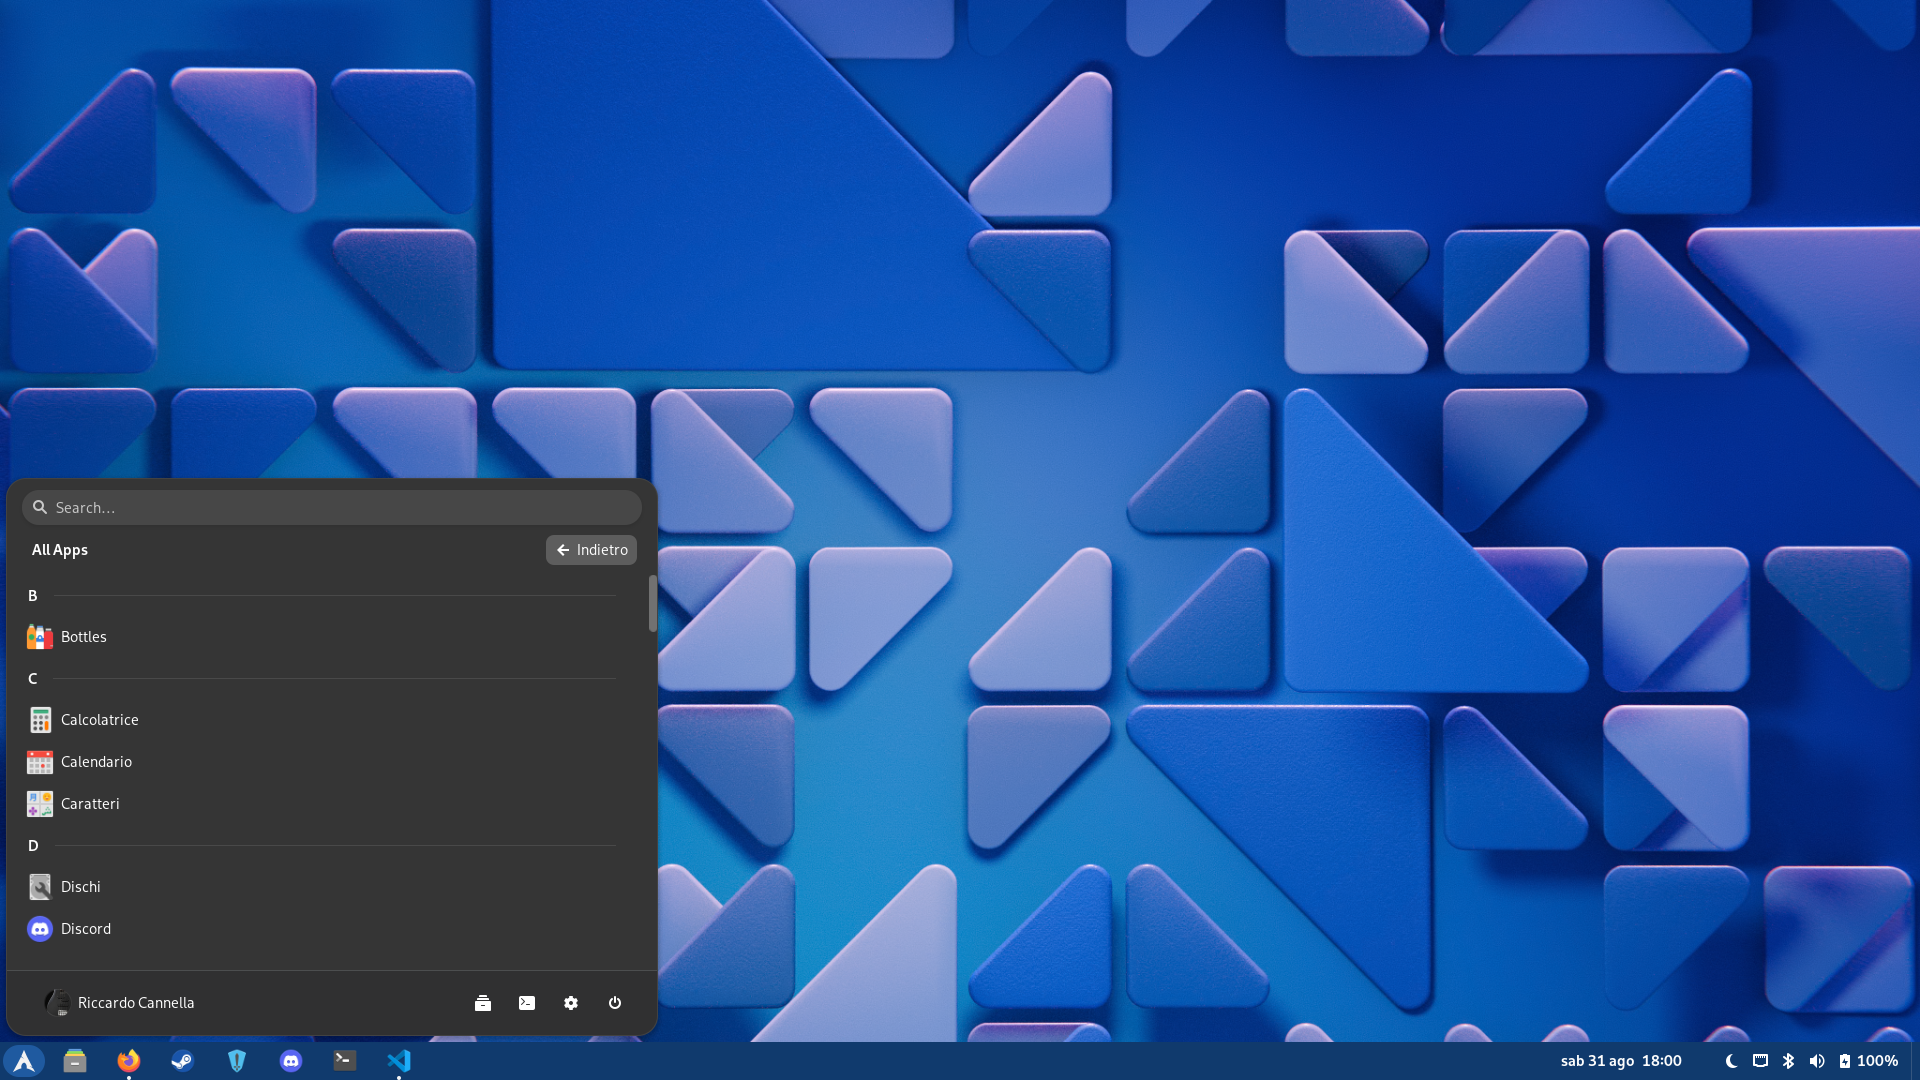 Search…
All Apps
Indietro
B
Bottles
C
Calcolatrice
Calendario
Caratteri
D
Dischi
Discord
Riccardo Cannella
sab 31 ago 18:00
100%